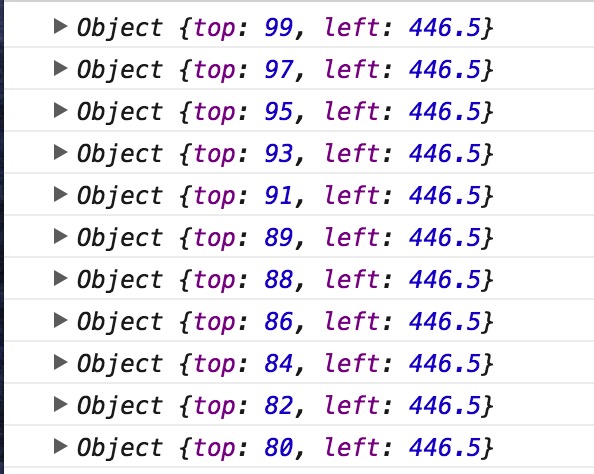 Object {top: 99, left: 446.5}
Object {top: 97, left: 446.5}
Object {top: 95, left: 446.5}
Object {top: 93, left: 446.5}
Object {top: 91, left: 446.5}
Object {top: 89, left: 446.5}
Object {top: 88, left: 446.5}
Object {top: 86, left: 446.5}
Object {top: 84, left: 446.5}
Object {top: 82, left: 446.5}
Object {top: 80, left: 446.5}